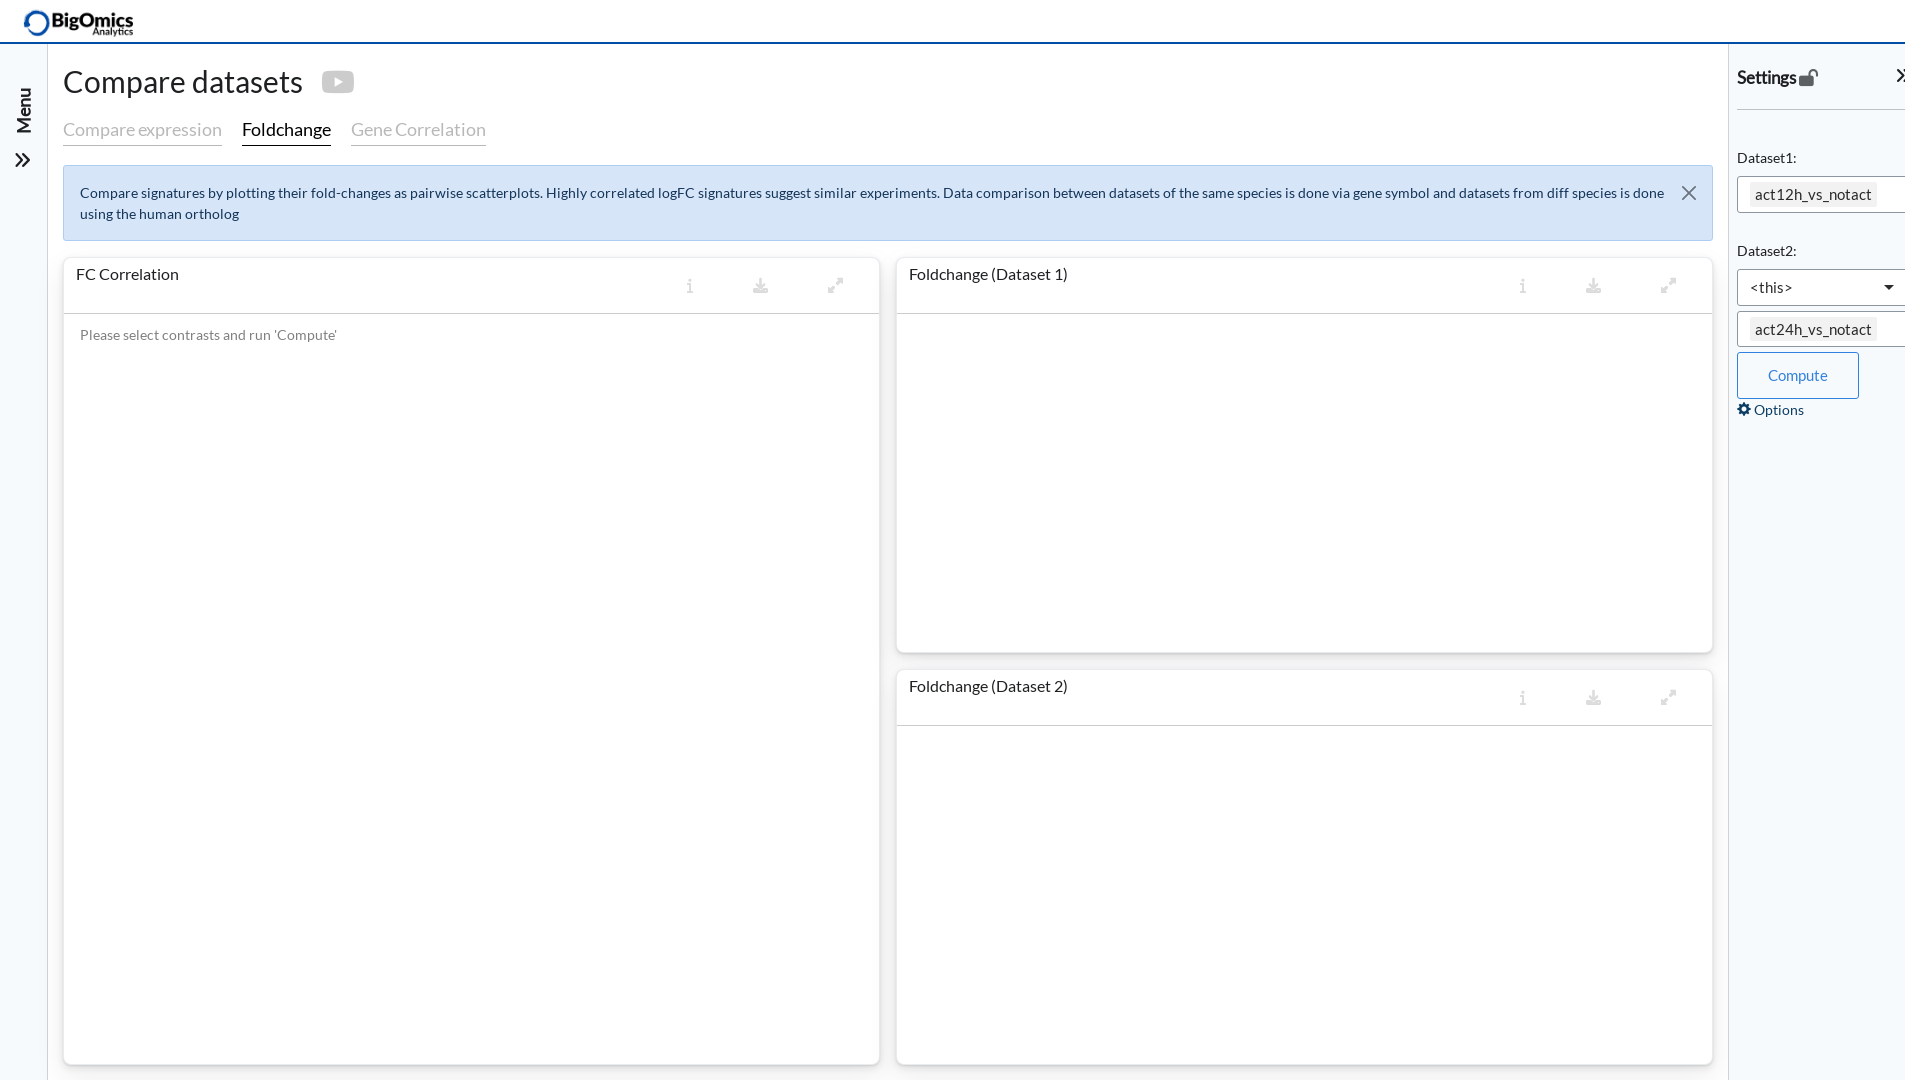 BigOmics
Analytics
Menu
Compare datasets
Compare expression
Foldchange
Gene Correlation
Compare signatures by plotting their fold-changes as pairwise scatterplots. Highly correlated logFC signatures suggest similar experiments. Data comparison between datasets of the same species is done via gene symbol and datasets from diff species is done
using the human ortholog
FC Correlation
Please select contrasts and run 'Compute'
Foldchange (Dataset 1)
Foldchange (Dataset 2)
Settings
Dataset1:
act12h_vs_notact
Dataset2:
<this>
act24h_vs_notact
Compute
Options